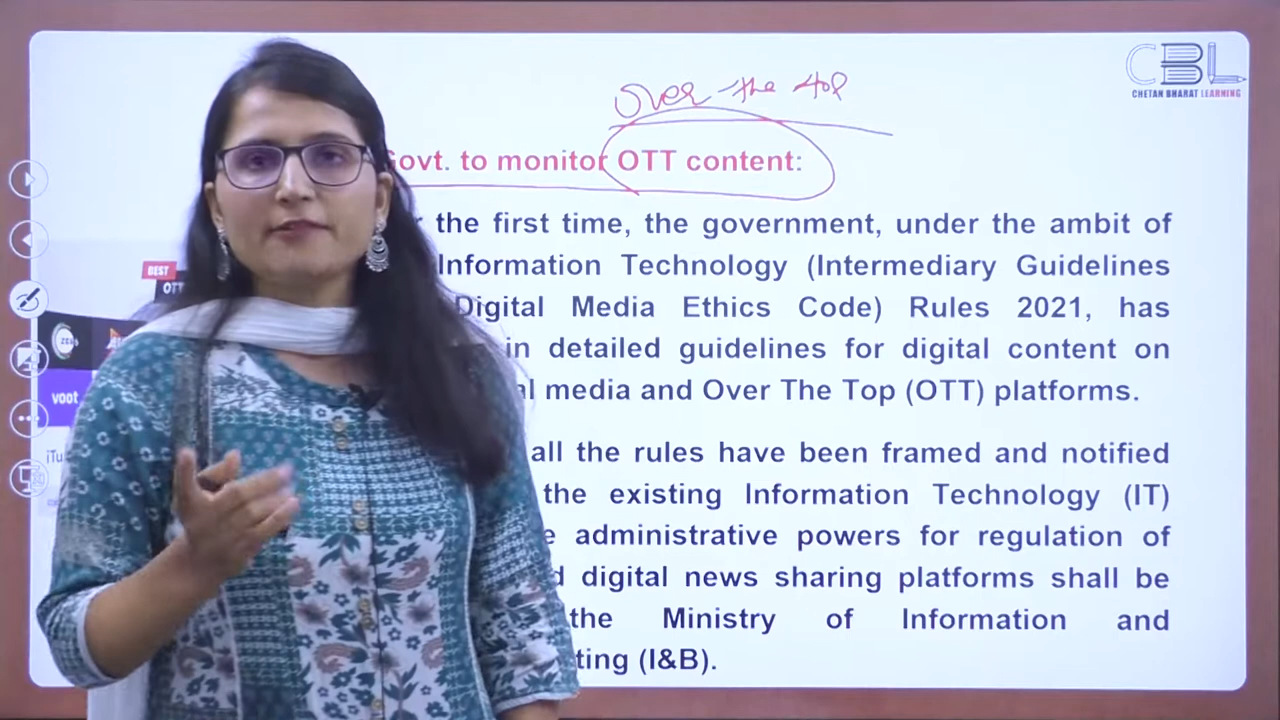 over the top
CBL
CHETAN BHARAT LEARNING
Govt. to monitor OTT content:
the first time, the government, under the ambit of
Information Technology (Intermediary Guidelines
Digital Media Ethics Code) Rules 2021, has
in detailed guidelines for digital content on
media and Over The Top (OTT) platforms.
all the rules have been framed and notified
the existing Information Technology (IT)
administrative powers for regulation of
digital news sharing platforms shall be
the Ministry of Information and
ting (I&B).
BEST
OTT
voot